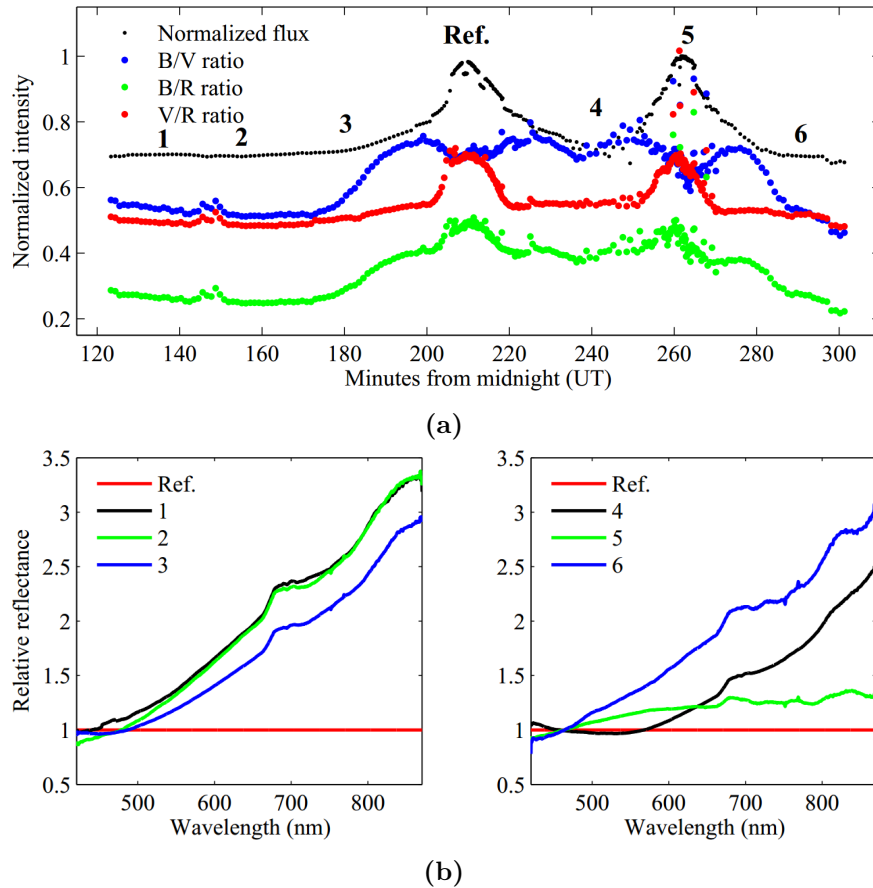 Normalized flux
B/V ratio
B/R ratio
V/R ratio
Ref.
1
2
3
4
5
6
Normalized intensity
1
0.8
0.6
0.4
0.2
120 140 160 180 200 220 240 260 280 300
Minutes from midnight (UT)
(a)
Relative reflectance
3.5
3
2.5
2
1.5
1
0.5
Ref.
1
2
3
500 600 700 800
Wavelength (nm)
3.5
3
2.5
2
1.5
1
0.5
Ref.
4
5
6
500 600 700 800
Wavelength (nm)
(b)